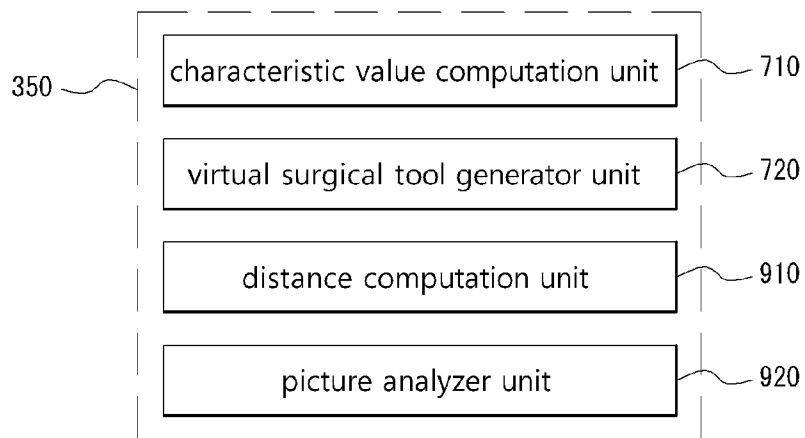 characteristic value computation unit 710
350
virtual surgical tool generator unit 720
distance computation unit 910
picture analyzer unit 920